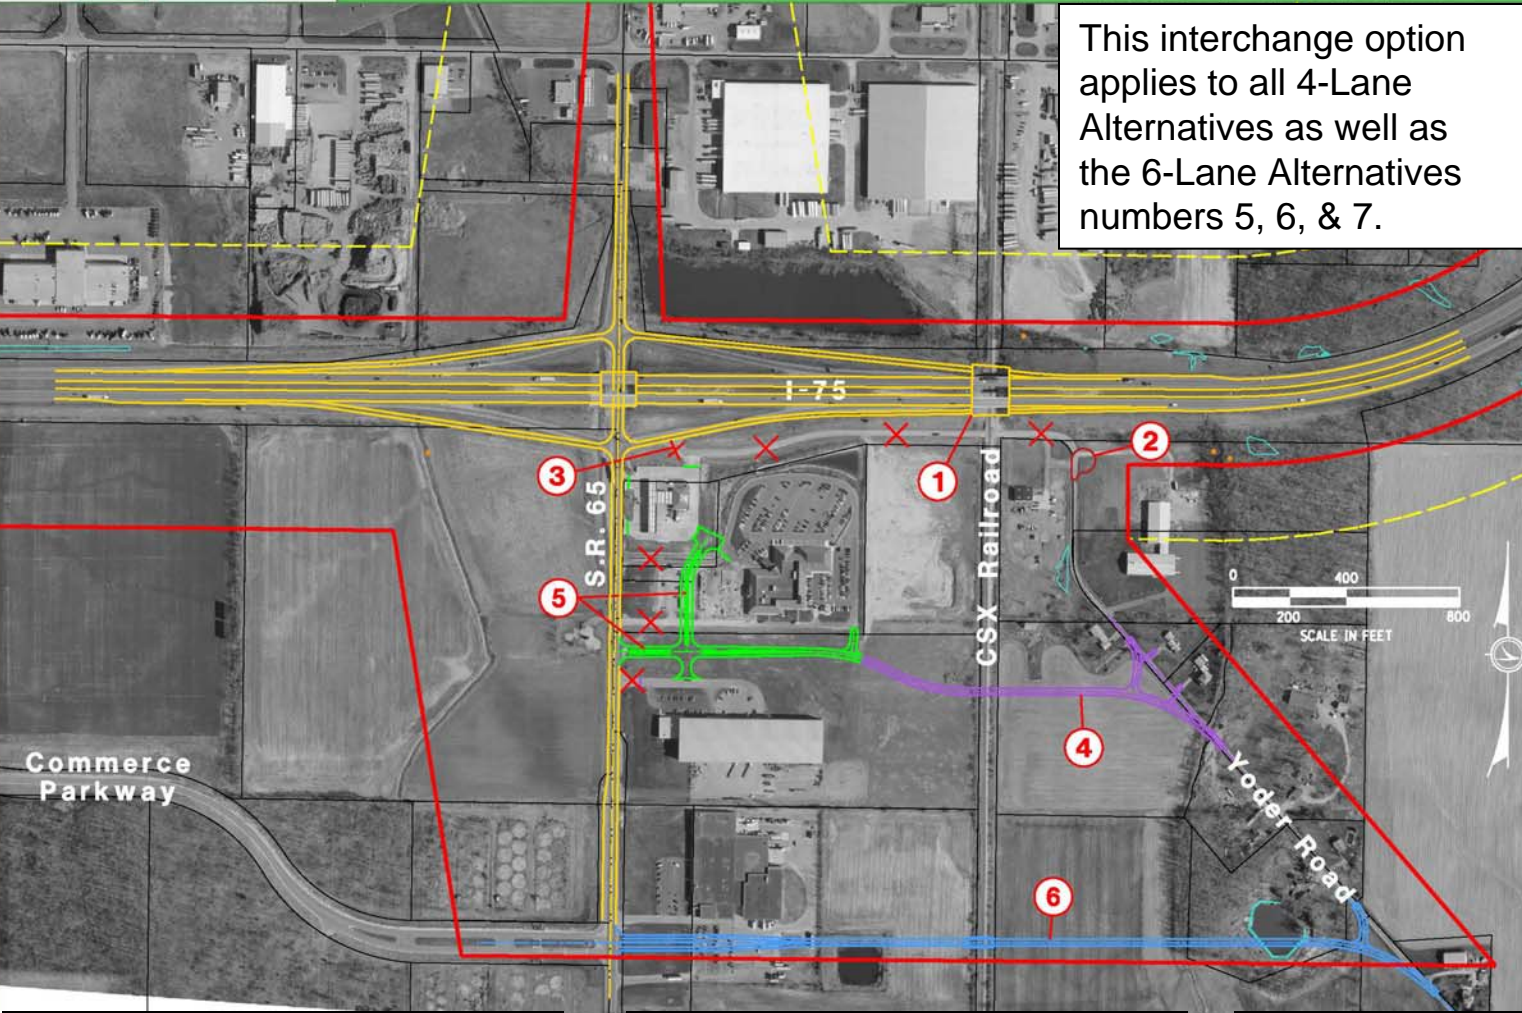 This interchange option
applies to all 4-Lane
Alternatives as well as
the 6-Lane Alternatives
numbers 5, 6, & 7.
I-75
2
3
1
S.R. 65
CSX Railroad
5
0 400
200 800
SCALE IN FEET
4
Commerce
Parkway
Yoder Road
6